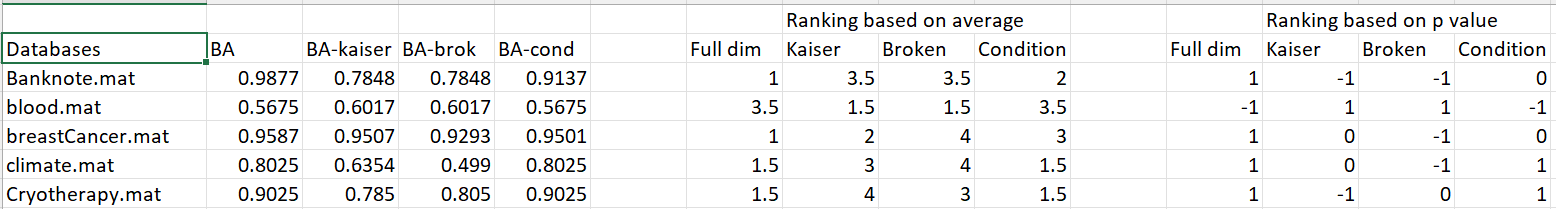 Ranking based on average Ranking based on p value
Databases BA BA-kaiser BA-brok BA-cond Full dim Kaiser Broken Condition Full dim Kaiser Broken Condition
Banknote.mat 0.9877 0.7848 0.7848 0.9137 1 3.5 3.5 2 1 -1 -1 0
blood.mat 0.5675 0.6017 0.6017 0.5675 3.5 1.5 1.5 3.5 -1 1 1 -1
breastCancer.mat 0.9587 0.9507 0.9293 0.9501 1 2 4 3 1 0 -1 0
climate.mat 0.8025 0.6354 0.499 0.8025 1.5 3 4 1.5 1 0 -1 1
Cryotherapy.mat 0.9025 0.785 0.805 0.9025 1.5 4 3 1.5 1 -1 0 1